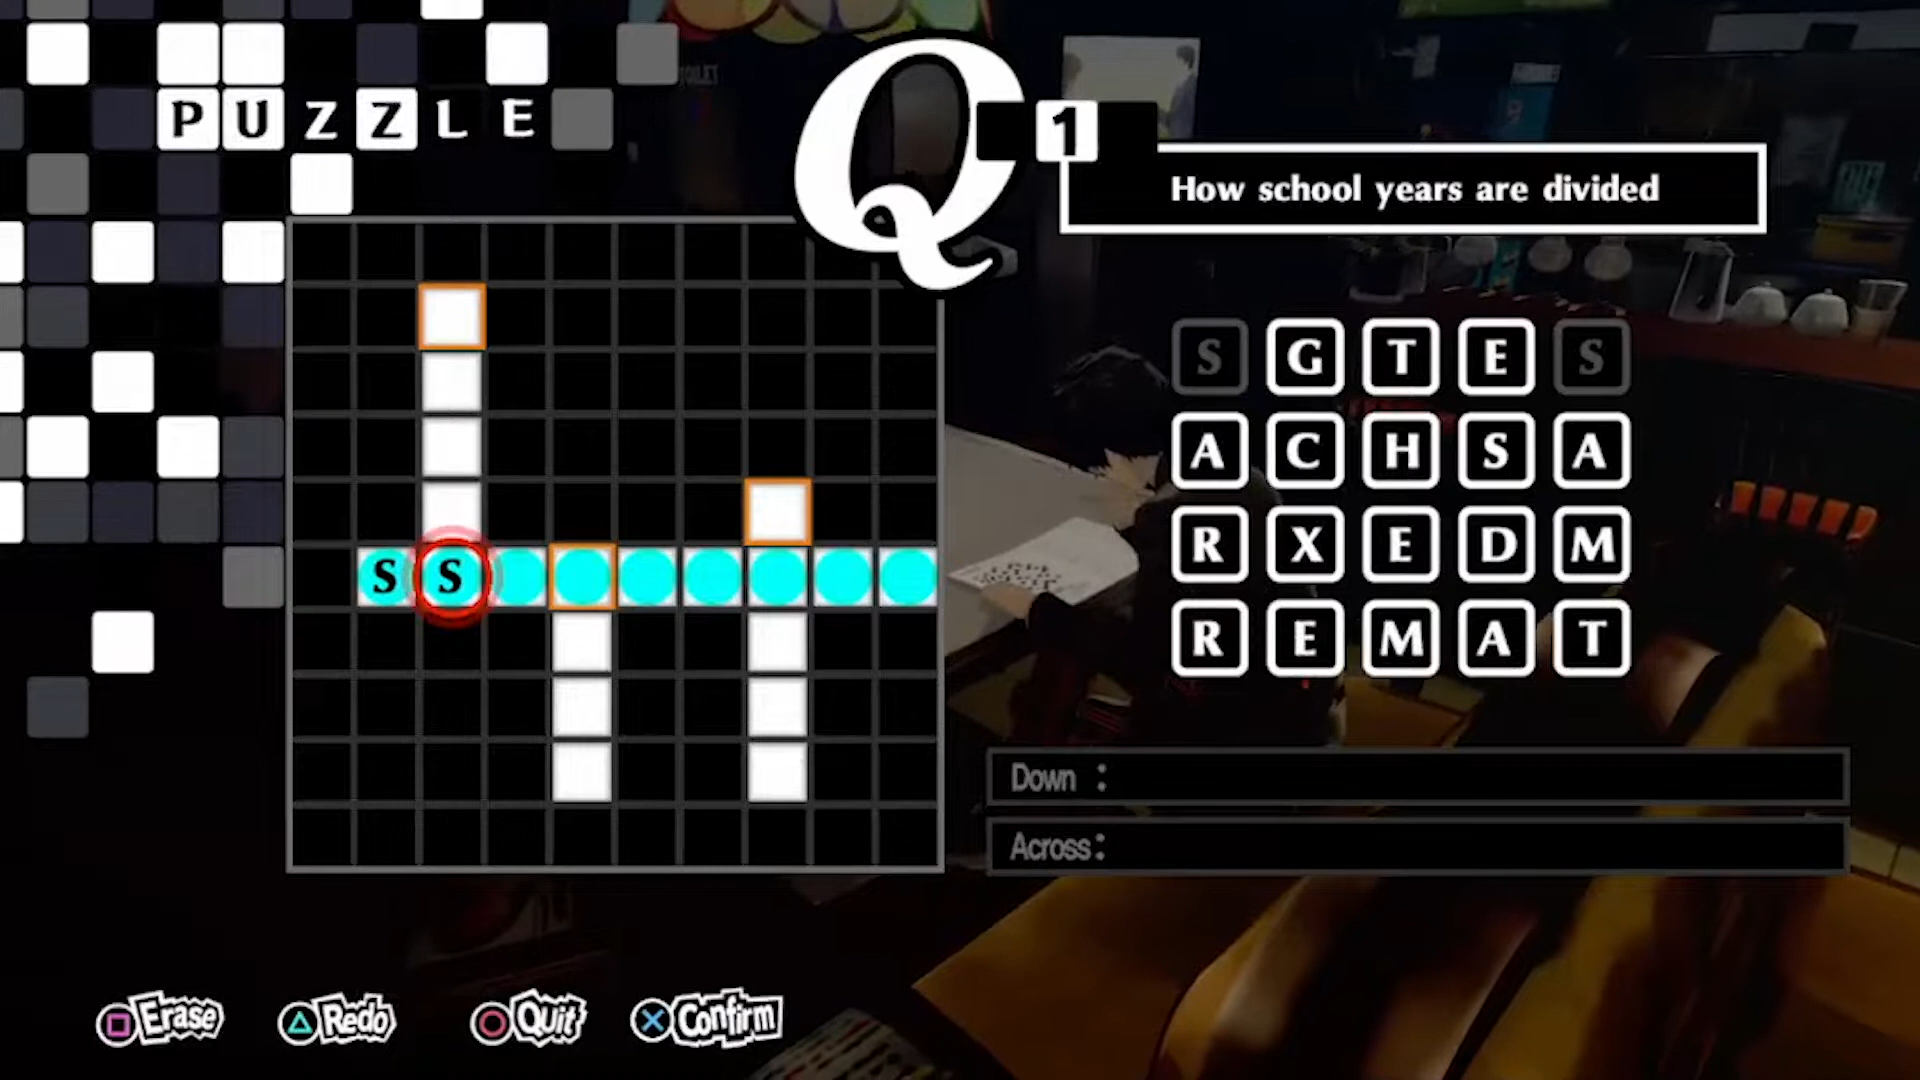 PUZZLE
Q 1
How school years are divided
S G T E S
A C H S A
S S
R X E D M
R E M A T
Down :
Across:
Erase Redo Quit Confirm